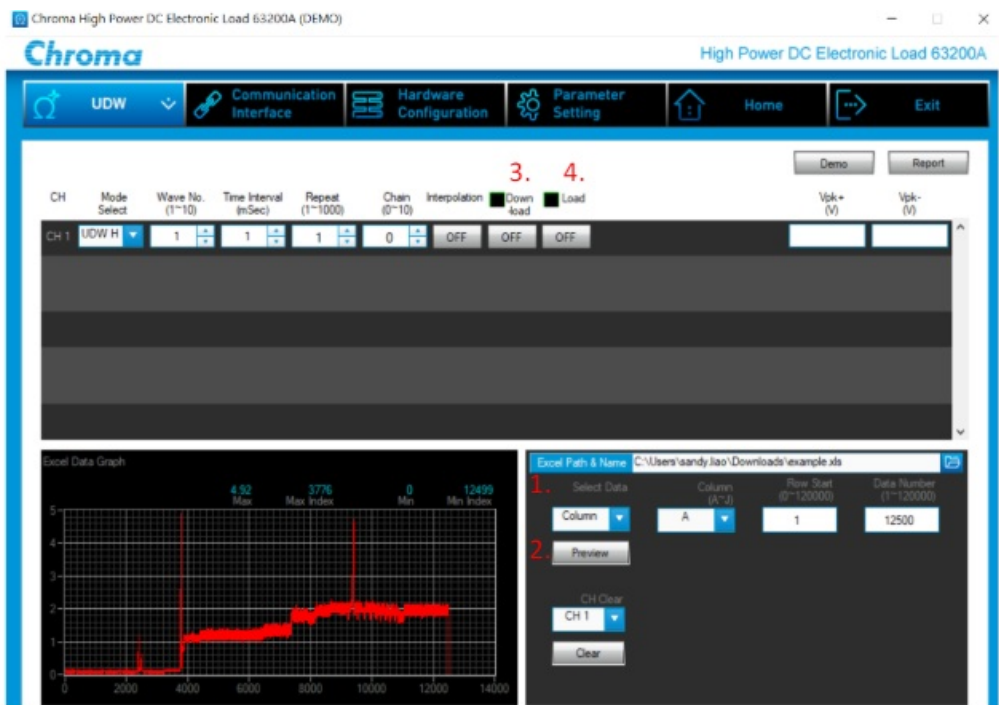 Chroma High Power DC Electronic Load 63200A (DEMO)
Chroma
High Power DC Electronic Load 63200A
UDW
Communication
Interface
Hardware
Configuration
Parameter
Setting
Home
Exit
Demo
Report
3.
4.
CH
Mode
Select
Wave No.
(1~10)
Time Interval
(mSec)
Repeat
(1~1000)
Chain
(0~10)
Interpolation
Down
-load
Load
Vpk+
(V)
Vpk-
(V)
CH 1
UDW H
1
1
1
0
OFF
OFF
OFF
Excel Data Graph
4.92
Max
3776
Max Index
0
Min
12499
Min Index
5
4
3
2
1
0
0 2000 4000 6000 8000 10000 12000 14000
Excel Path & Name C:\Users\sandy.liao\Downloads\example.xls
1.
Select Data
Column
(A~J)
Row Start
(0~120000)
Data Number
(1~120000)
Column
A
1
12500
2.
Preview
CH Clear
CH 1
Clear